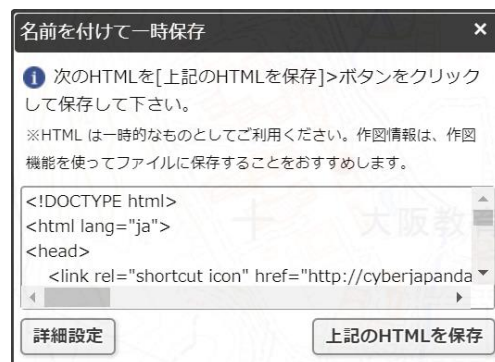 名前を付けて一時保存 ×
次のHTMLを[上記のHTMLを保存]>ボタンをクリック
して保存して下さい。
※HTML は一時的なものとしてご利用ください。作図情報は、作図
機能を使ってファイルに保存することをおすすめします。
<!DOCTYPE html>
<html lang="ja">
<head>
<link rel="shortcut icon" href="http://cyberjapanda
大阪教
詳細設定 上記のHTMLを保存